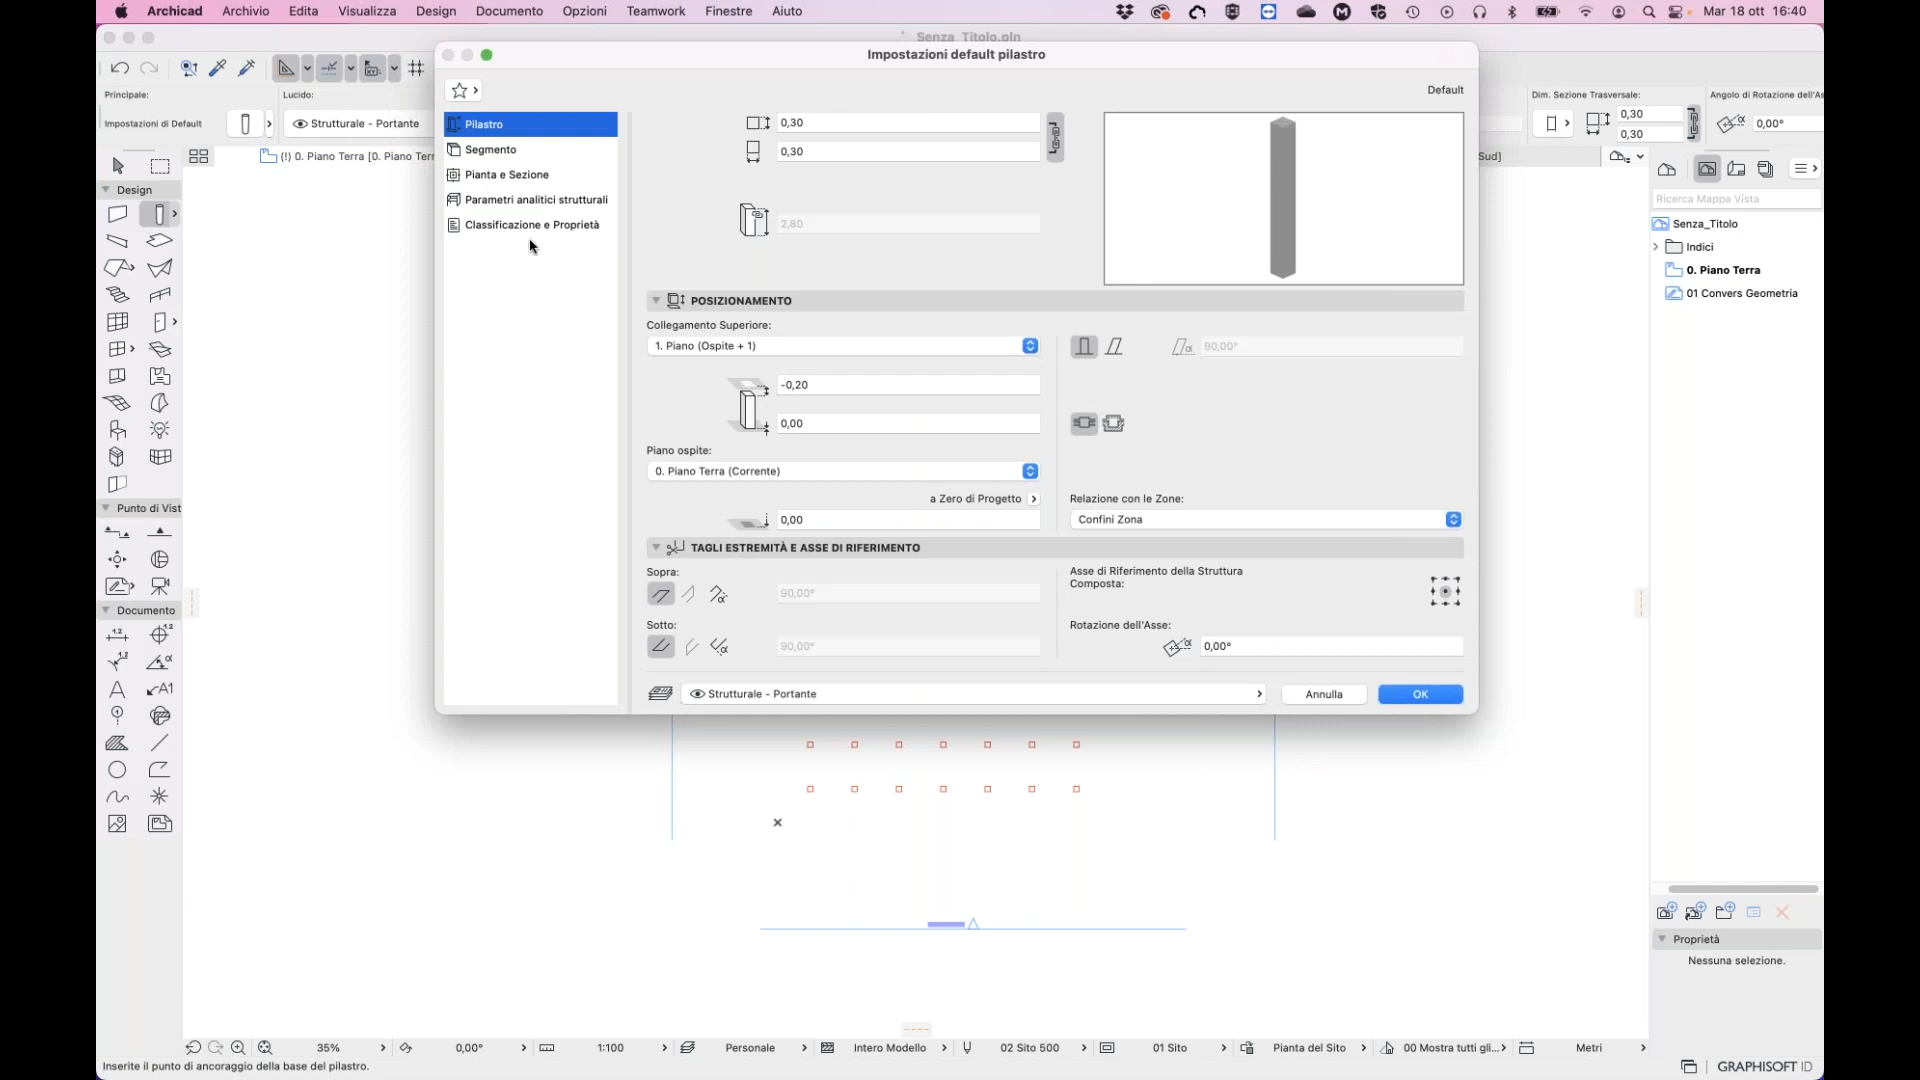 Archicad Archivio Edita Visualizza Design Documento Opzioni Teamwork Finestre Aiuto Mar 18 ott 16:40
Senza_Titolo.pln
Impostazioni default pilastro
Principale:
Lucido:
Impostazioni di Default
Strutturale - Portante
Default
Dim. Sezione Trasversale:
0,30
0,30
Angolo di Rotazione dell'As
0,00°
(!) 0. Piano Terra [0. Piano Terr
Sud]
Design
Punto di Vist
Documento
Pilastro
Segmento
Pianta e Sezione
Parametri analitici strutturali
Classificazione e Proprietà
0,30
0,30
2,80
POSIZIONAMENTO
Collegamento Superiore:
1. Piano (Ospite + 1)
90,00°
-0,20
0,00
Piano ospite:
0. Piano Terra (Corrente)
a Zero di Progetto
0,00
Relazione con le Zone:
Confini Zona
TAGLI ESTREMITÀ E ASSE DI RIFERIMENTO
Sopra:
90,00°
Sotto:
90,00°
Asse di Riferimento della Struttura
Composta:
Rotazione dell'Asse:
0,00°
Strutturale - Portante
Annulla
OK
Ricerca Mappa Vista
Senza_Titolo
Indici
0. Piano Terra
01 Convers Geometria
Proprietà
Nessuna selezione.
35% 0,00° 1:100 Personale Intero Modello 02 Sito 500 01 Sito Pianta del Sito 00 Mostra tutti gli... Metri
Inserite il punto di ancoraggio della base del pilastro.
GRAPHISOFT ID